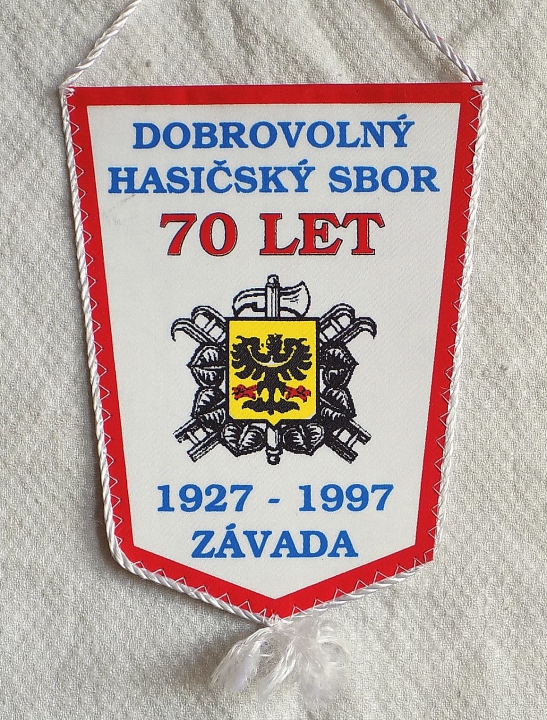 DOBROVOLNÝ
HASIČSKÝ SBOR
70 LET
1927 - 1997
ZÁVADA